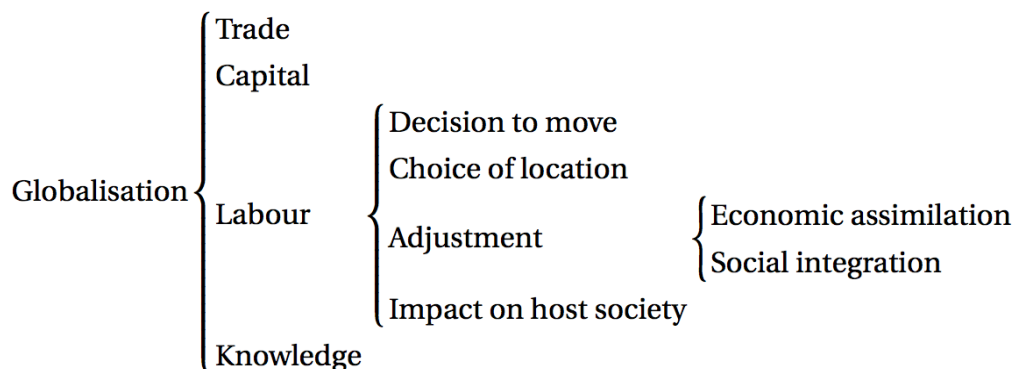 Globalisation
Trade
Capital
Labour
Decision to move
Choice of location
Adjustment
Economic assimilation
Social integration
Impact on host society
Knowledge